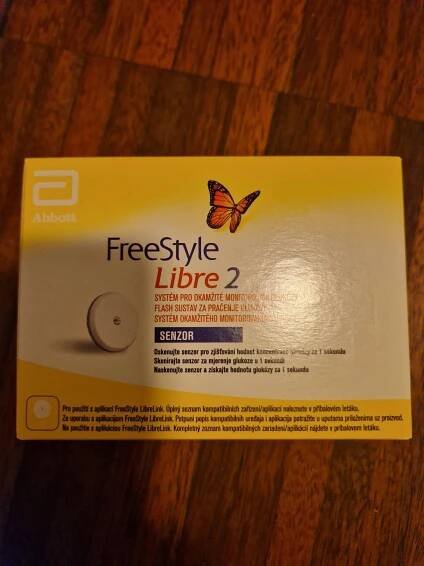 Abbott
FreeStyle
Libre 2
SYSTÉM PRO OKAMŽITÉ MONITOROVÁNÍ GLUKÓZY
FLASH SUSTAV ZA PRAĆENJE GLUKOZE
SYSTÉM OKAMŽITÉHO MONITOROVANIA
SENZOR
Oskenujte senzor pro zjišťování hodnot koncentrace glukózy za 1 sekundu
Skenirajte senzor za mjerenje glukoze u 1 sekundi
Naskenujte senzor a získajte hodnotu glukózy za 1 sekundu
Pro použití s aplikací FreeStyle LibreLink. Úplný seznam kompatibilních zařízení/aplikací naleznete v příbalovém letáku.
Za uporabu s aplikacijom FreeStyle LibreLink. Potpuni popis kompatibilnih uređaja i aplikacija potražite u uputama priloženima uz proizvod.
Na použitie s aplikáciou FreeStyle LibreLink. Kompletný zoznam kompatibilných zariadení/aplikácií nájdete v príbalovom letáku.